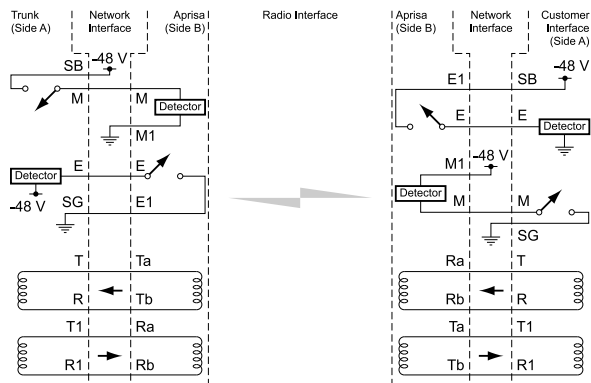 Trunk
(Side A)
Network
Interface
Aprisa
(Side B)
Radio Interface
Aprisa
(Side B)
Network
Interface
Customer
Interface
(Side A)
SB
-48 V
M
M
Detector
M1
Detector
E
E
-48 V
SG
E1
T
Ta
R
Tb
T1
Ra
R1
Rb
E1
SB
-48 V
E
E
Detector
M1
-48 V
Detector
M
M
SG
Ra
T
Rb
R
Ta
T1
Tb
R1